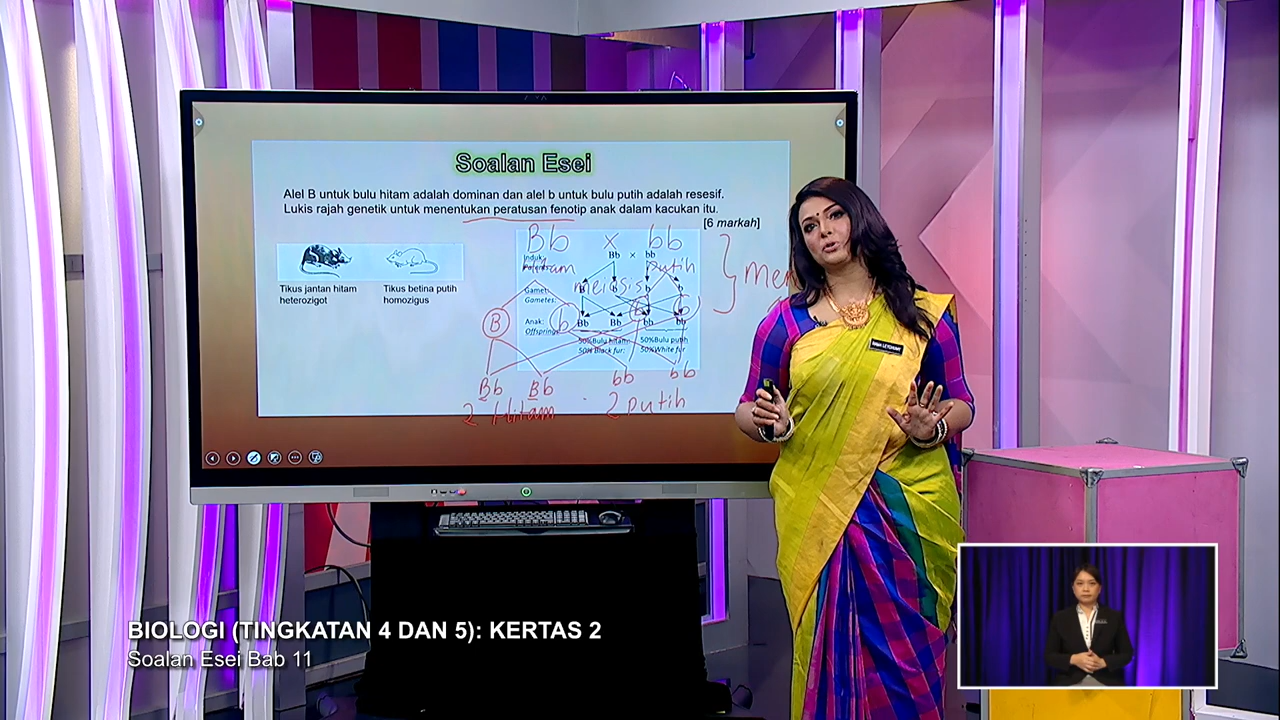 Soalan Esei
Alel B untuk bulu hitam adalah dominan dan alel b untuk bulu putih adalah resesif.
Lukis rajah genetik untuk menentukan peratusan fenotip anak dalam kacukan itu.
[6 markah]
Bb x bb
Bb × bb
Hitam putih
meiosis
Tikus jantan hitam
heterozigot
Tikus betina putih
homozigus
Gamet:
Gametes:
Anak:
Offspring:
B b
Bb Bb bb bb
50%Bulu hitam
50% Black fur:
50%Bulu putih
50%White fur
Bb Bb bb bb
2 Hitam 2 putih
RAMA LETCHUMY
BIOLOGI (TINGKATAN 4 DAN 5): KERTAS 2
Soalan Esei Bab 11